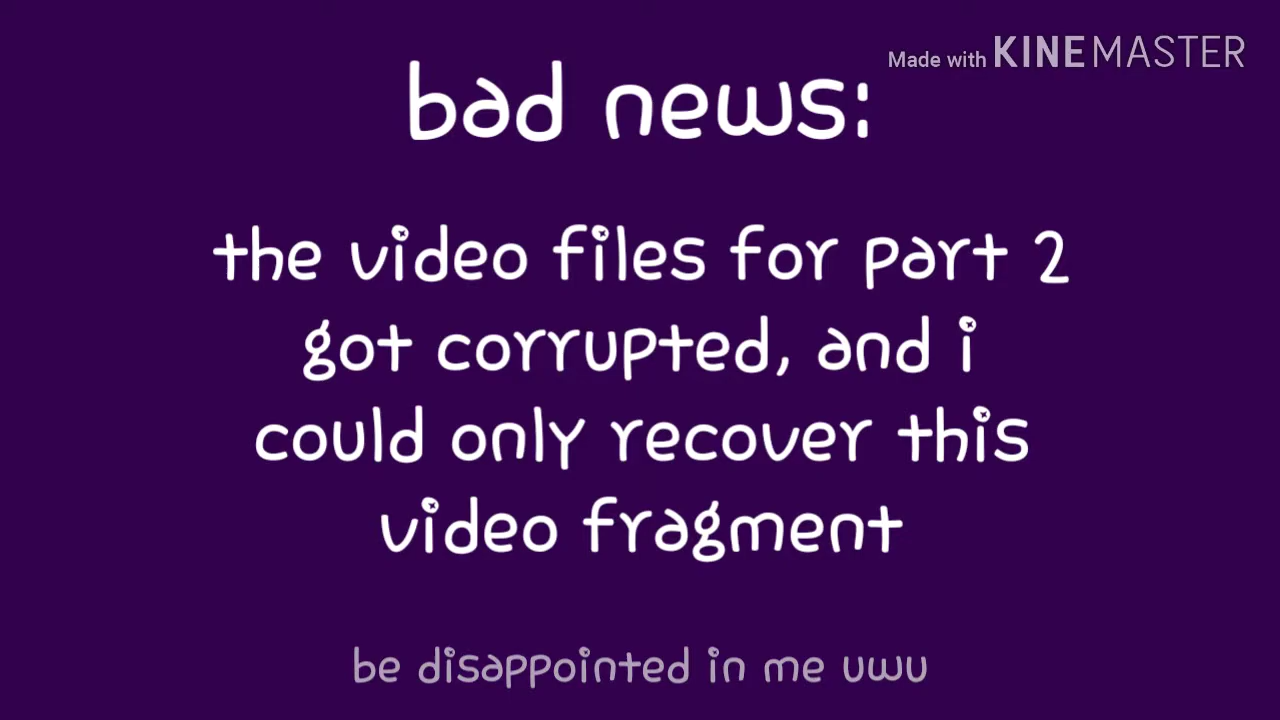 Made with KINEMASTER
bad news:
the video files for part 2
got corrupted, and i
could only recover this
video fragment
be disappointed in me uwu